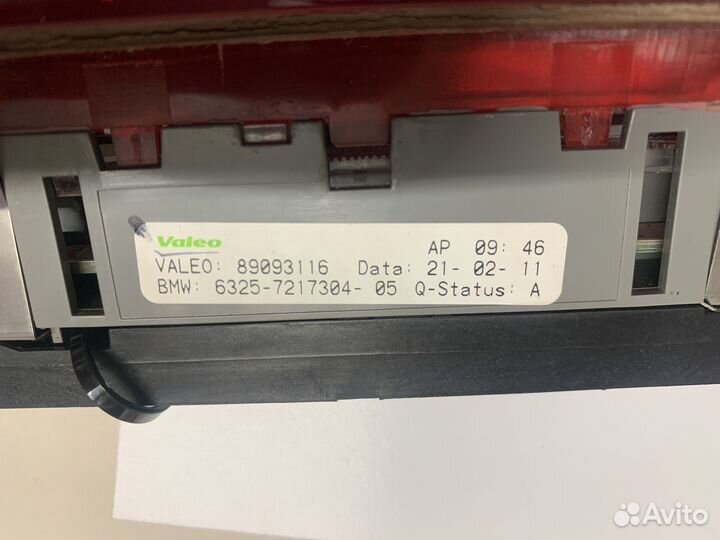 Valeo AP 09: 46
VALEO: 89093116 Data: 21- 02- 11
BMW: 6325-7217304- 05 Q-Status: A
Avito